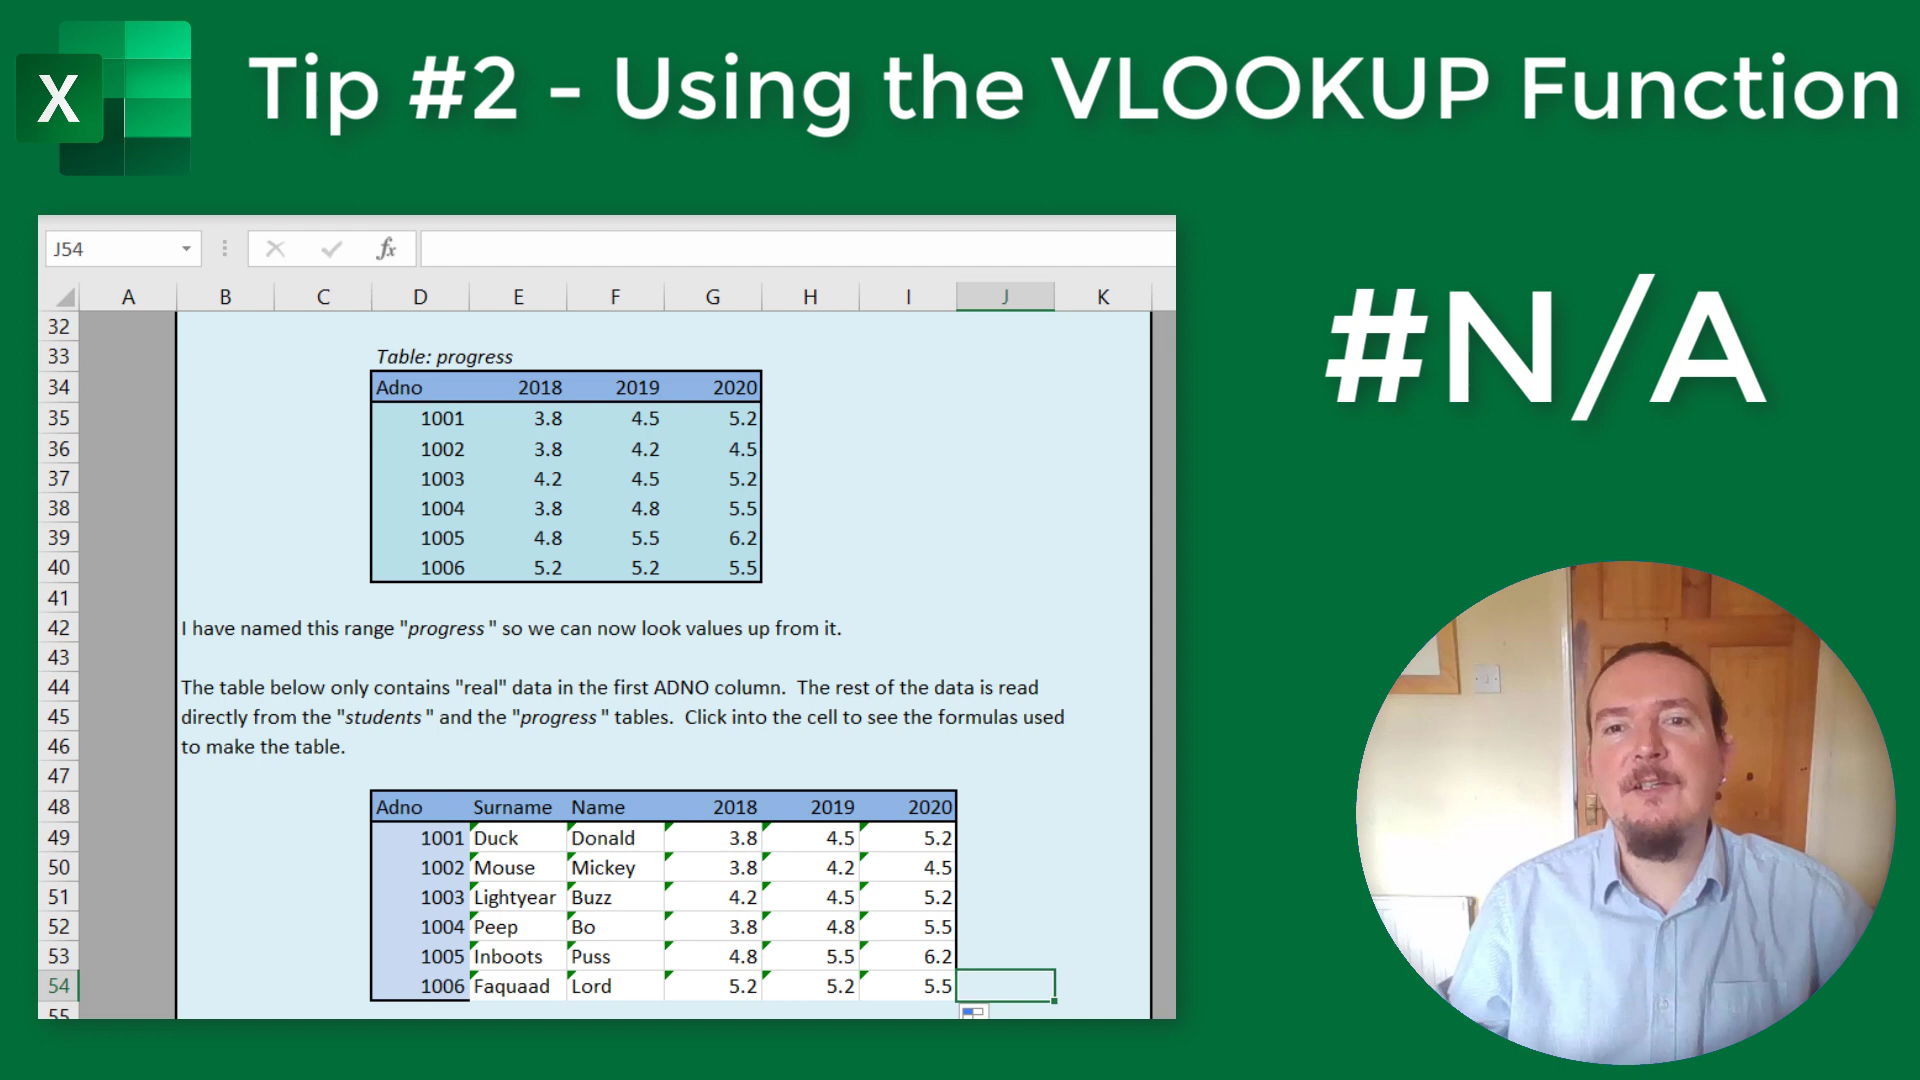 X
Tip #2 - Using the VLOOKUP Function
#N/A
J54 fx
A B C D E F G H I J K
32
33 Table: progress
34 Adno 2018 2019 2020
35 1001 3.8 4.5 5.2
36 1002 3.8 4.2 4.5
37 1003 4.2 4.5 5.2
38 1004 3.8 4.8 5.5
39 1005 4.8 5.5 6.2
40 1006 5.2 5.2 5.5
41
42 I have named this range "progress " so we can now look values up from it.
43
44 The table below only contains "real" data in the first ADNO column.  The rest of the data is read
45 directly from the "students " and the "progress " tables.  Click into the cell to see the formulas used
46 to make the table.
47
48 Adno Surname Name 2018 2019 2020
49 1001 Duck Donald 3.8 4.5 5.2
50 1002 Mouse Mickey 3.8 4.2 4.5
51 1003 Lightyear Buzz 4.2 4.5 5.2
52 1004 Peep Bo 3.8 4.8 5.5
53 1005 Inboots Puss 4.8 5.5 6.2
54 1006 Faquaad Lord 5.2 5.2 5.5
55